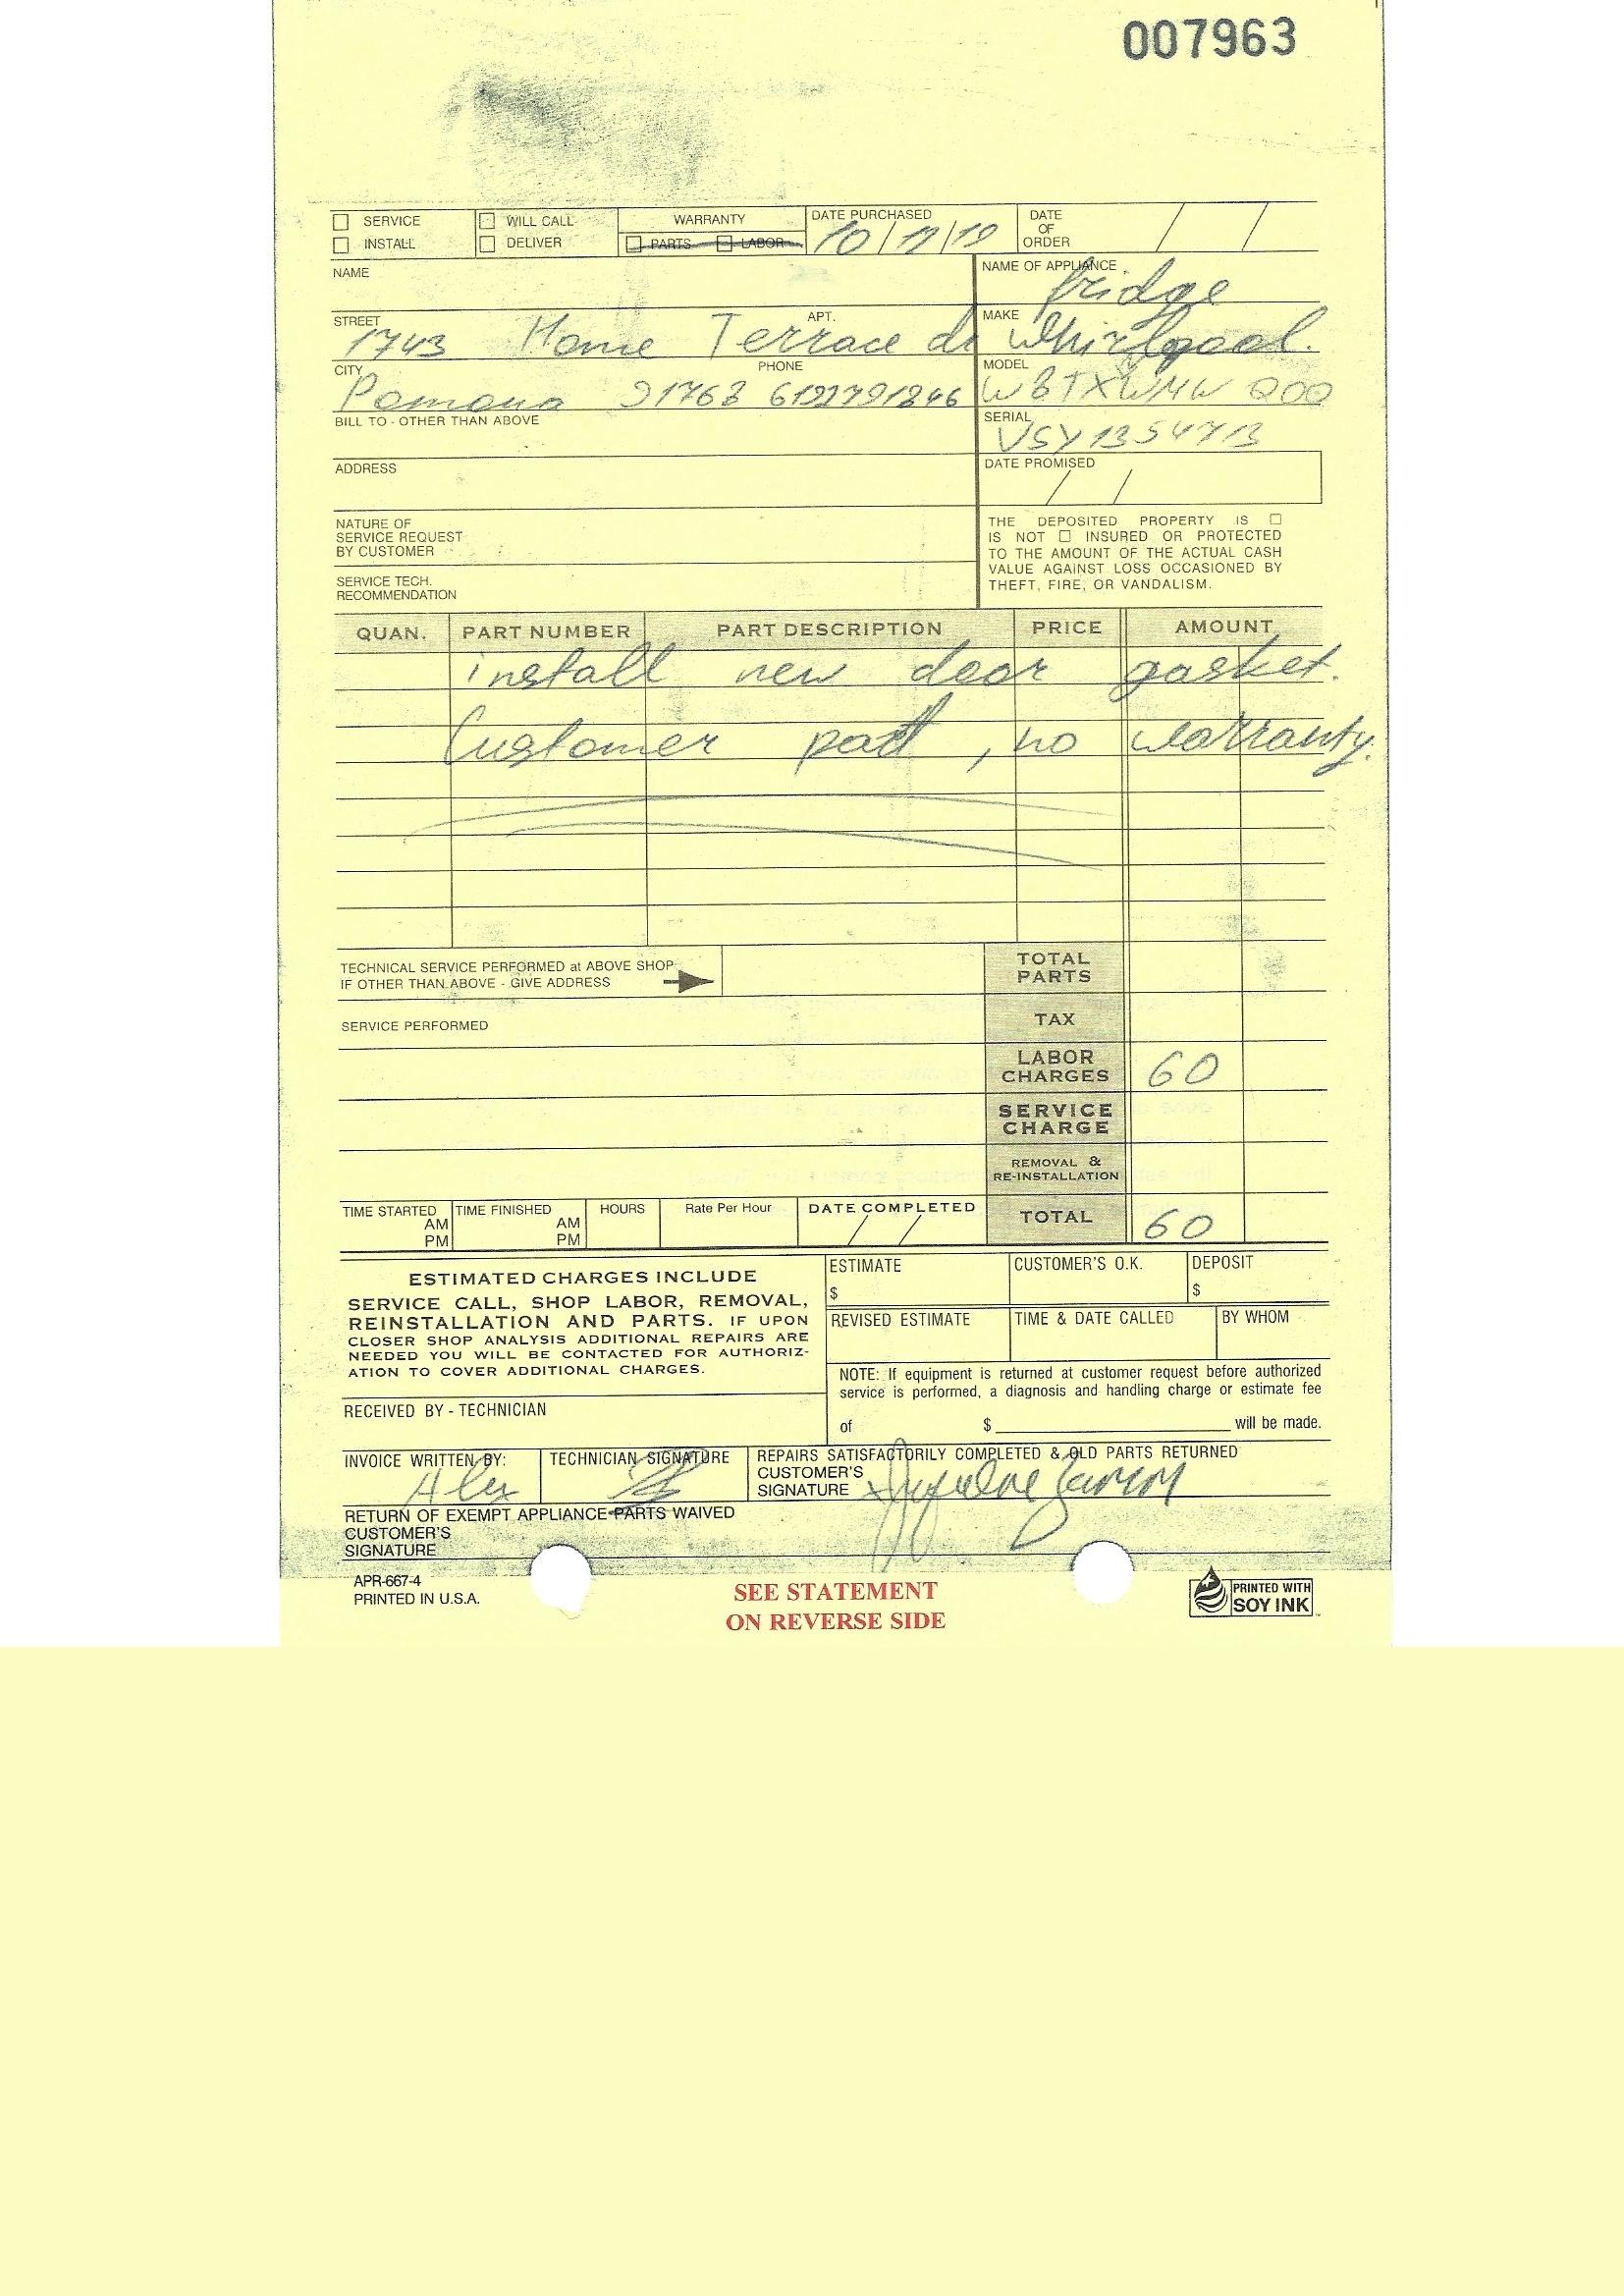 007963
SERVICE WILL CALL WARRANTY DATE PURCHASED DATE OF ORDER
INSTALL DELIVER PARTS LABOR 10/17/19 / /
NAME NAME OF APPLIANCE
fridge
STREET APT. MAKE
1743 Home Terrace dr Whirlpool.
CITY PHONE MODEL
Pomona 91768
BILL TO - OTHER THAN ABOVE SERIAL
VSY1354713
ADDRESS DATE PROMISED
/ /
NATURE OF
SERVICE REQUEST
BY CUSTOMER
THE DEPOSITED PROPERTY IS
IS NOT INSURED OR PROTECTED
TO THE AMOUNT OF THE ACTUAL CASH
VALUE AGAINST LOSS OCCASIONED BY
THEFT, FIRE, OR VANDALISM.
SERVICE TECH.
RECOMMENDATION
QUAN. PART NUMBER PART DESCRIPTION PRICE AMOUNT
install new door gasket.
Customer part, no warranty.
TECHNICAL SERVICE PERFORMED at ABOVE SHOP
IF OTHER THAN ABOVE - GIVE ADDRESS
TOTAL
PARTS
SERVICE PERFORMED
TAX
LABOR
CHARGES 60
SERVICE
CHARGE
REMOVAL &
RE-INSTALLATION
TIME STARTED TIME FINISHED HOURS Rate Per Hour DATE COMPLETED TOTAL 60
AM AM / /
PM PM
ESTIMATED CHARGES INCLUDE
SERVICE CALL, SHOP LABOR, REMOVAL,
REINSTALLATION AND PARTS. IF UPON
CLOSER SHOP ANALYSIS ADDITIONAL REPAIRS ARE
NEEDED YOU WILL BE CONTACTED FOR AUTHORIZ-
ATION TO COVER ADDITIONAL CHARGES.
ESTIMATE CUSTOMER'S O.K. DEPOSIT
$ $
REVISED ESTIMATE TIME & DATE CALLED BY WHOM
NOTE: If equipment is returned at customer request before authorized
service is performed, a diagnosis and handling charge or estimate fee
of $ will be made.
RECEIVED BY - TECHNICIAN
INVOICE WRITTEN BY: TECHNICIAN SIGNATURE REPAIRS SATISFACTORILY COMPLETED & OLD PARTS RETURNED
Alex CUSTOMER'S
SIGNATURE
RETURN OF EXEMPT APPLIANCE PARTS WAIVED
CUSTOMER'S
SIGNATURE
APR-667-4
PRINTED IN U.S.A.
SEE STATEMENT
ON REVERSE SIDE
PRINTED WITH
SOY INK